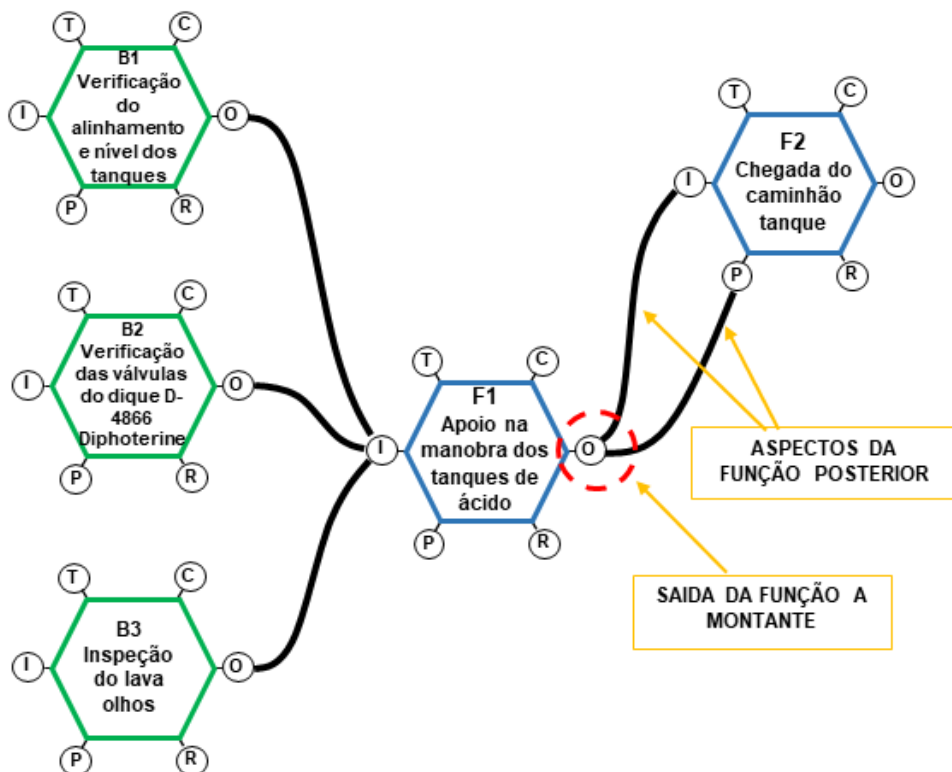 T
C
B1
Verificação
do
alinhamento
e nível dos
tanques
I
O
P
R
T
C
B2
Verificação
das válvulas
do dique D-
4866
Diphoterine
I
O
P
R
T
C
B3
Inspeção
do lava
olhos
I
O
P
R
T
C
F1
Apoio na
manobra dos
tanques de
ácido
I
O
P
R
T
C
F2
Chegada do
caminhão
tanque
I
O
P
R
ASPECTOS DA
FUNÇÃO POSTERIOR
SAIDA DA FUNÇÃO A
MONTANTE